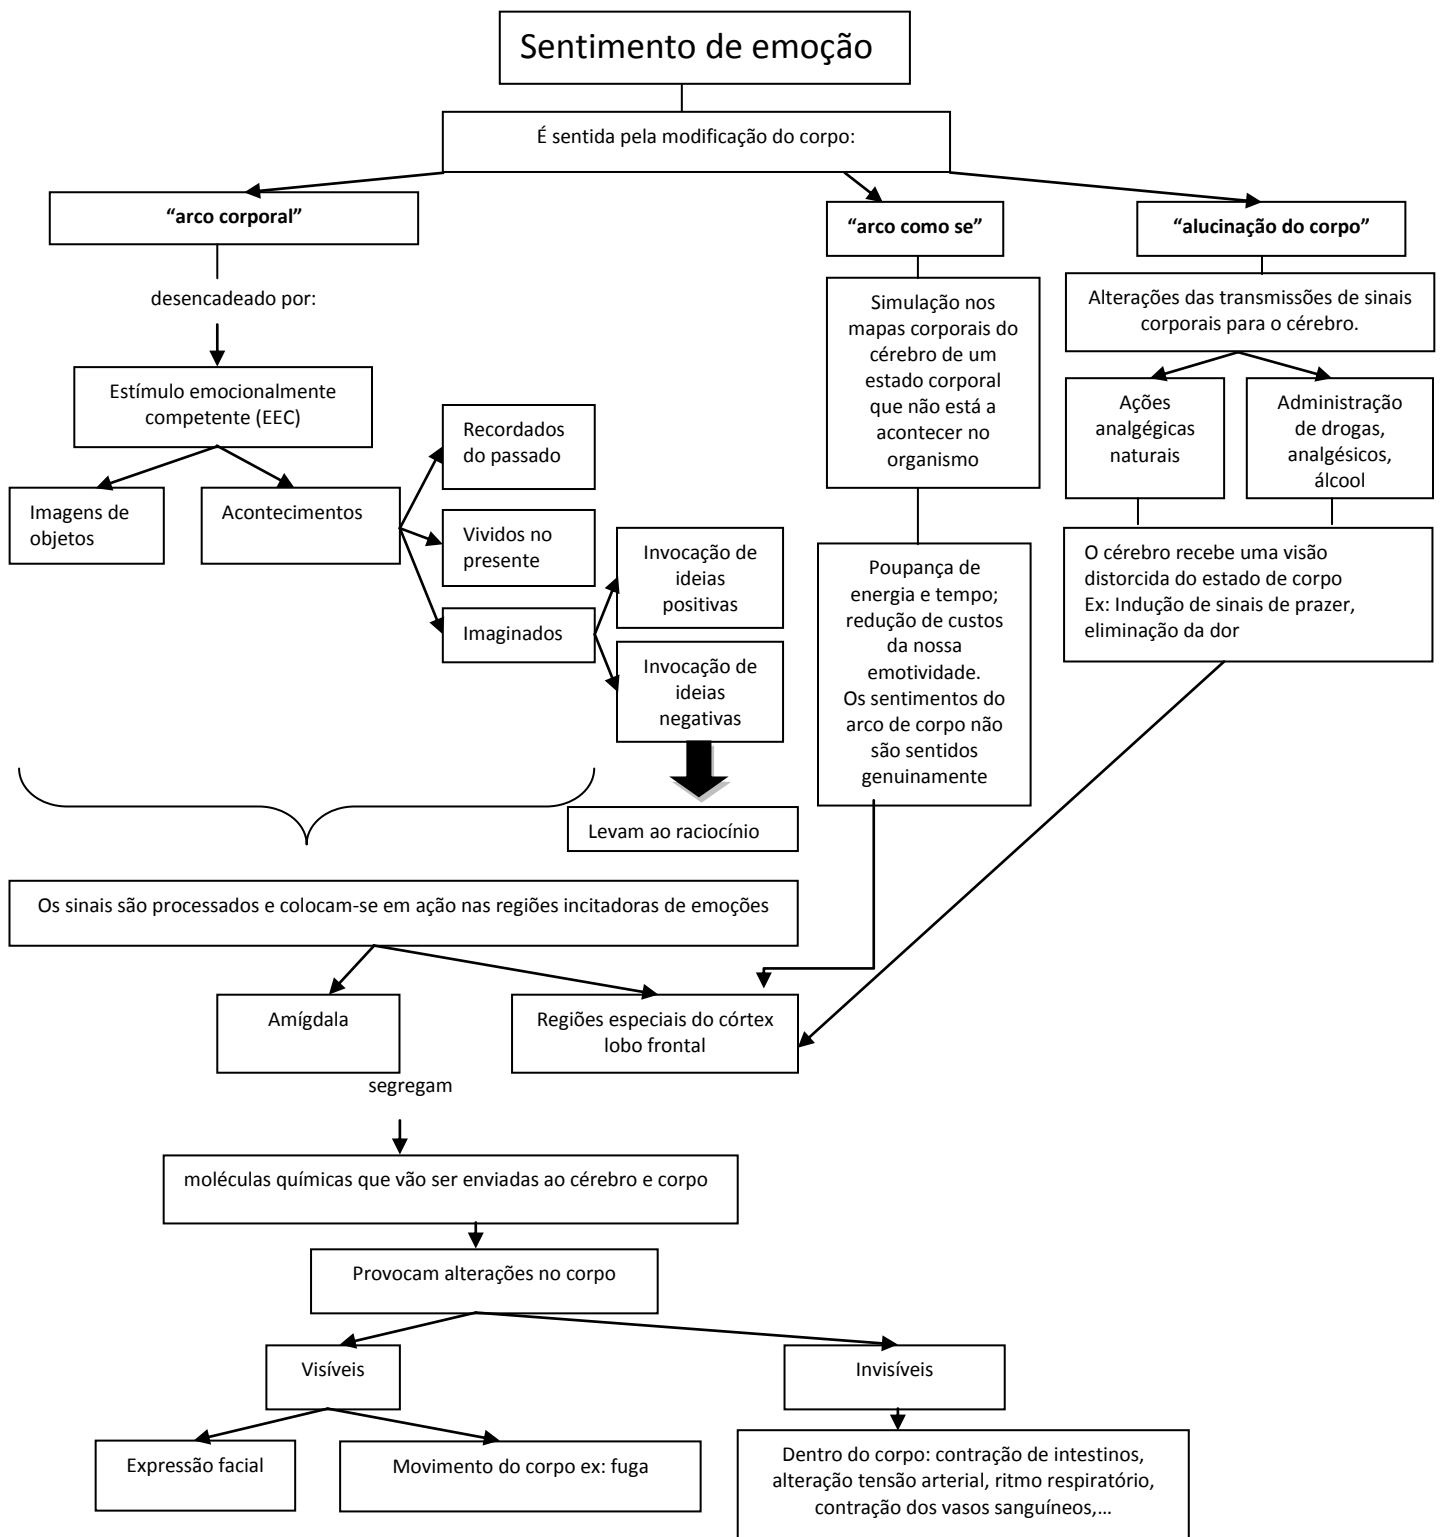 Sentimento de emoção
É sentida pela modificação do corpo:
“arco corporal”
desencadeado por:
Estímulo emocionalmente
competente (EEC)
Imagens de
objetos
Acontecimentos
Recordados
do passado
Vividos no
presente
Imaginados
Invocação de
ideias
positivas
Invocação de
ideias
negativas
Levam ao raciocínio
“arco como se”
Simulação nos
mapas corporais do
cérebro de um
estado corporal
que não está a
acontecer no
organismo
Poupança de
energia e tempo;
redução de custos
da nossa
emotividade.
Os sentimentos do
arco de corpo não
são sentidos
genuinamente
“alucinação do corpo”
Alterações das transmissões de sinais
corporais para o cérebro.
Ações
analgégicas
naturais
Administração
de drogas,
analgésicos,
álcool
O cérebro recebe uma visão
distorcida do estado de corpo
Ex: Indução de sinais de prazer,
eliminação da dor
Os sinais são processados e colocam-se em ação nas regiões incitadoras de emoções
Amígdala
Regiões especiais do córtex
lobo frontal
segregam
moléculas químicas que vão ser enviadas ao cérebro e corpo
Provocam alterações no corpo
Visíveis
Invisíveis
Expressão facial
Movimento do corpo ex: fuga
Dentro do corpo: contração de intestinos,
alteração tensão arterial, ritmo respiratório,
contração dos vasos sanguíneos,…